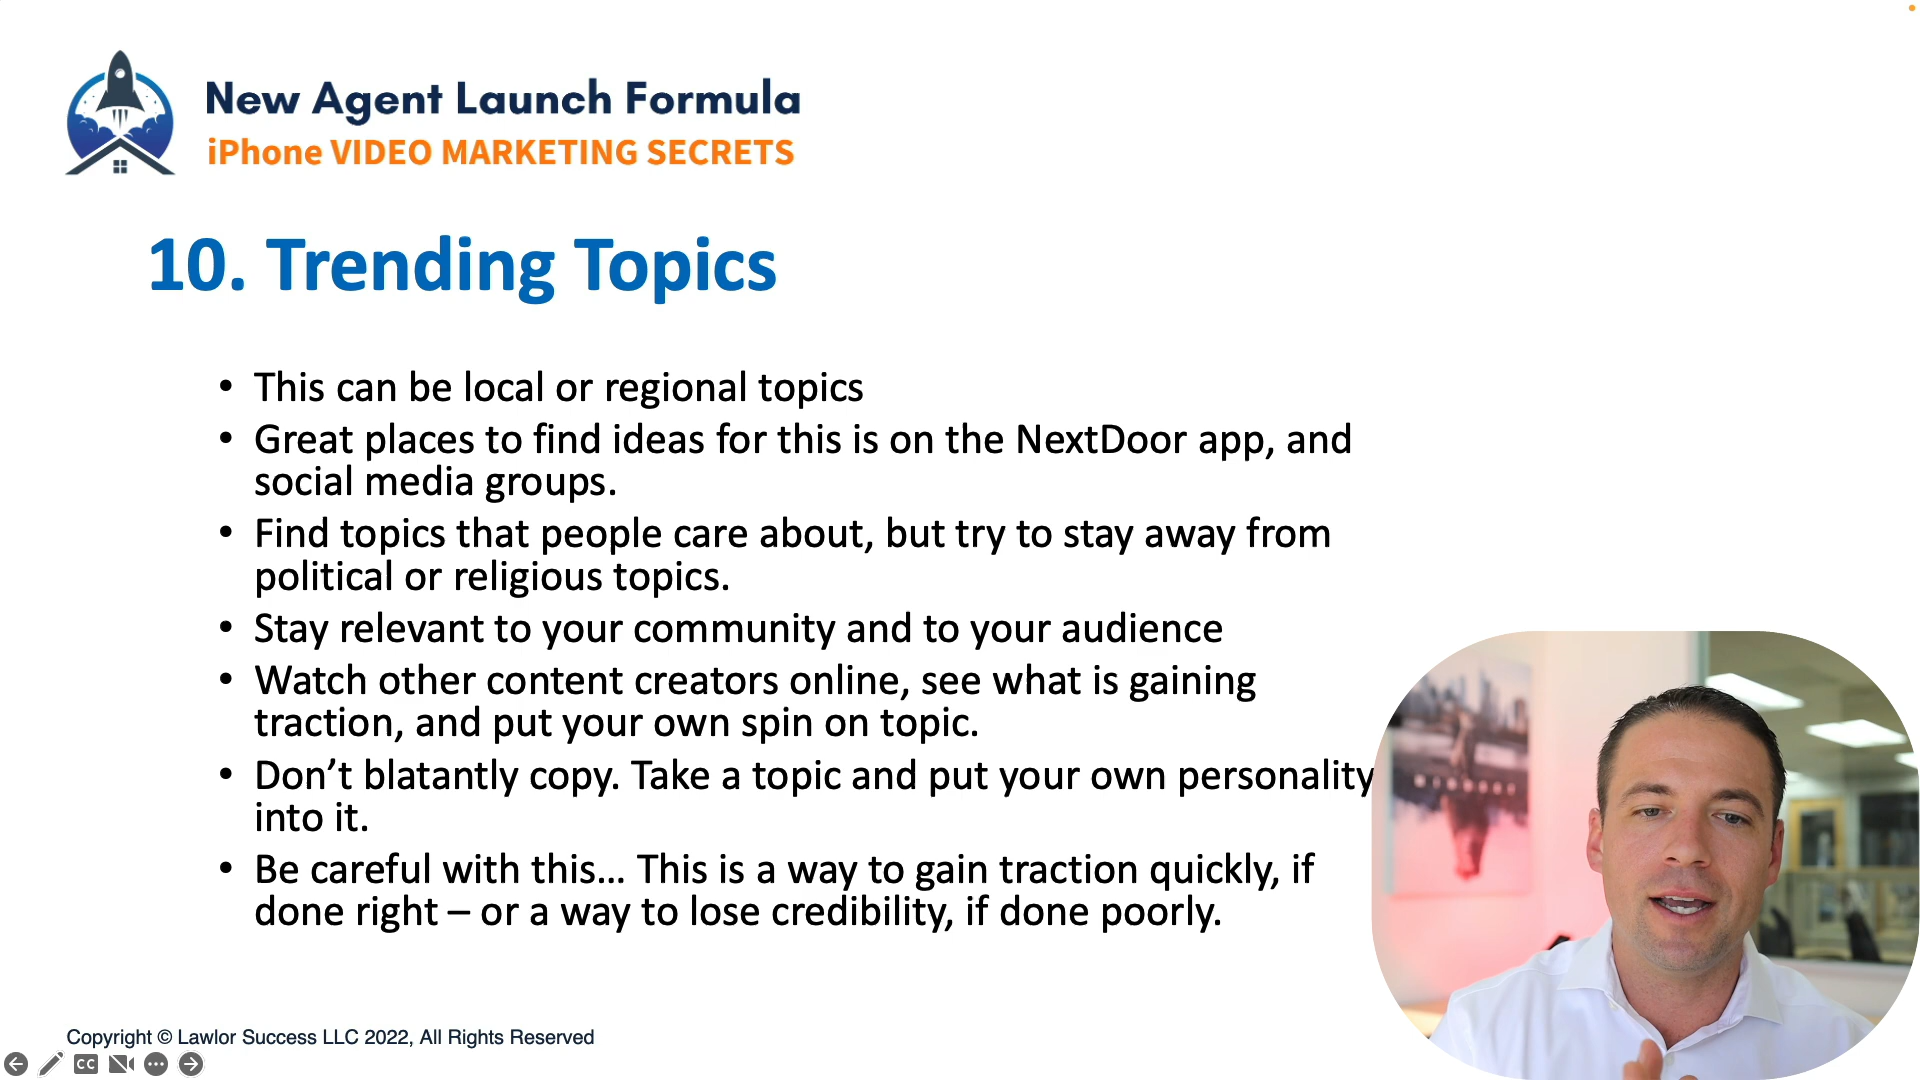 New Agent Launch Formula
iPhone VIDEO MARKETING SECRETS
10. Trending Topics
• This can be local or regional topics
• Great places to find ideas for this is on the NextDoor app, and
social media groups.
• Find topics that people care about, but try to stay away from
political or religious topics.
• Stay relevant to your community and to your audience
• Watch other content creators online, see what is gaining
traction, and put your own spin on topic.
• Don’t blatantly copy. Take a topic and put your own personality
into it.
• Be careful with this... This is a way to gain traction quickly, if
done right – or a way to lose credibility, if done poorly.
Copyright © Lawlor Success LLC 2022, All Rights Reserved
CC